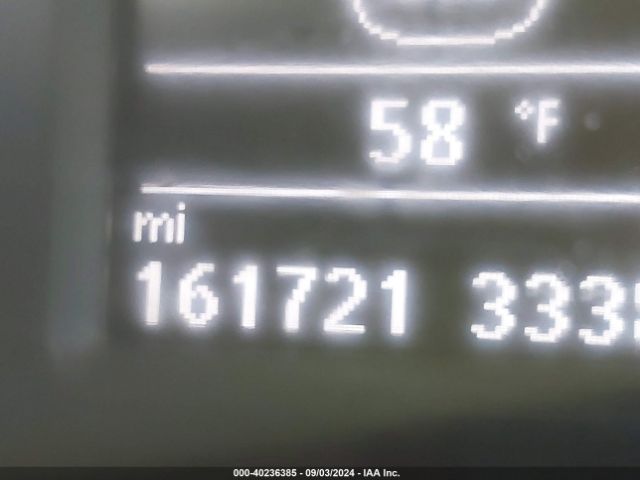 58 °F
mi
161721 333
000-40236385 - 09/03/2024 - IAA Inc.